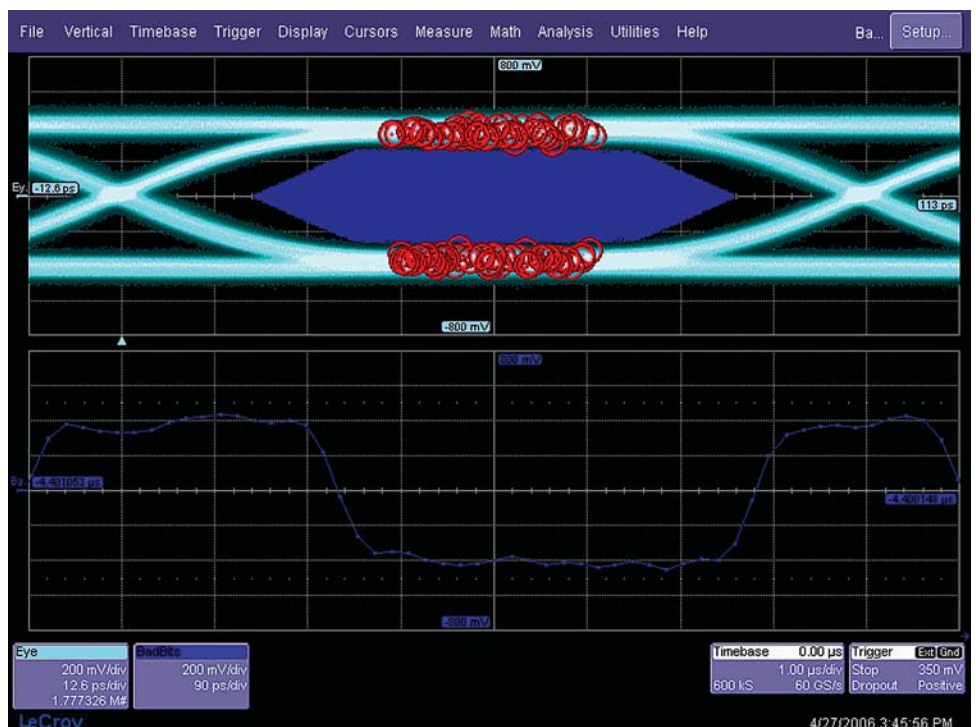 File Vertical Timebase Trigger Display Cursors Measure Math Analysis Utilities Help Ba... Setup...
800 mV
Ey. -12.6 ps
113 ps
-800 mV
800 mV
Ba. -4.401053 µs
-4.400148 µs
-800 mV
Eye
200 mV/div
12.6 ps/div
1.777326 M#
BadBits
200 mV/div
90 ps/div
Timebase 0.00 µs
1.00 µs/div
600 kS 60 GS/s
Trigger Ext Gnd
Stop 350 mV
Dropout Positive
LeCroy
4/27/2006 3:45:56 PM